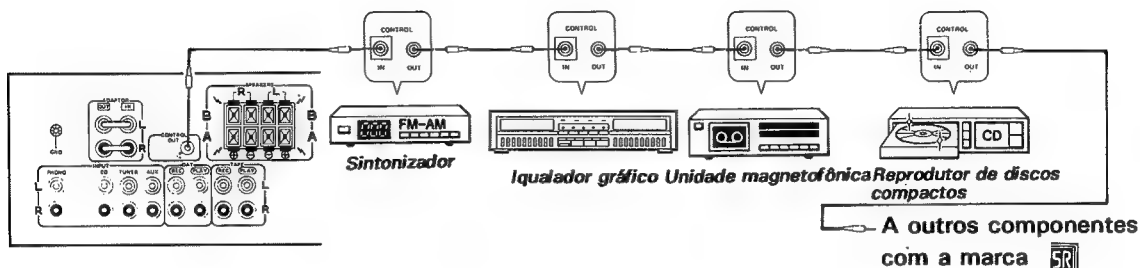 CONTROL CONTROL CONTROL CONTROL
IN OUT IN OUT IN OUT IN OUT
SPEAKERS
R L
ADAPTOR
OUT IN
B B
L
CONTROL OUT
A A
R
GND
FM-AM
CD
Sintonizador
Iqualador gráfico Unidade magnetofônica Reprodutor de discos
compactos
INPUT DAT TAPE
PHONO CD TUNER AUX REC PLAY REC PLAY
L L
R R
A outros componentes
com a marca SR